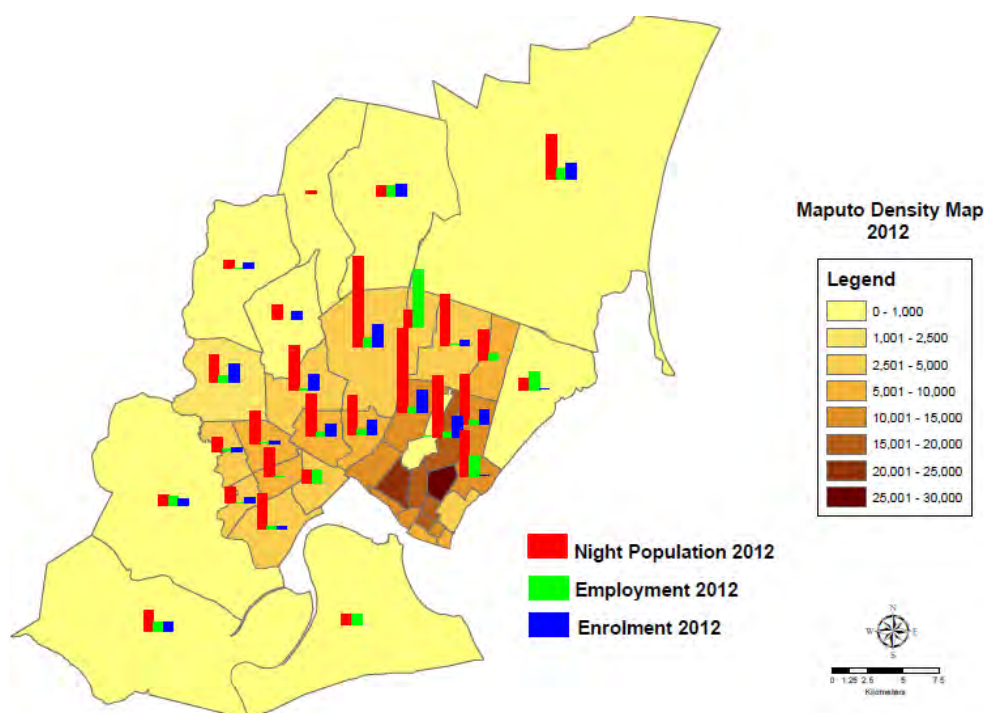 Maputo Density Map
2012
Legend
0 - 1,000
1,001 - 2,500
2,501 - 5,000
5,001 - 10,000
10,001 - 15,000
15,001 - 20,000
20,001 - 25,000
25,001 - 30,000
Night Population 2012
Employment 2012
Enrolment 2012
N
W E
S
0 1.25 2.5 5 7.5
Kilometers